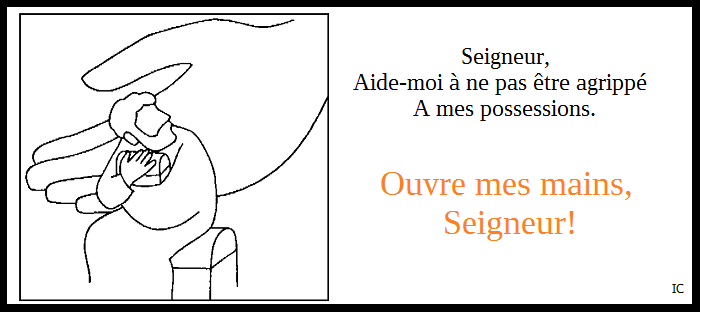 Seigneur,
Aide-moi à ne pas être agrippé
A mes possessions.
Ouvre mes mains,
Seigneur!
IC